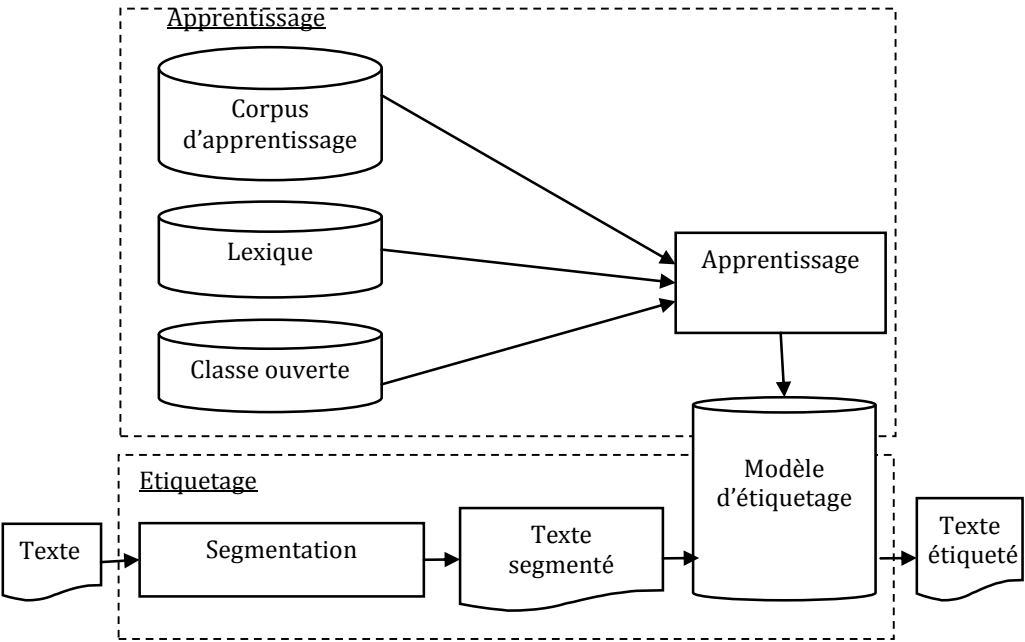 Apprentissage
Corpus
d’apprentissage
Lexique
Apprentissage
Classe ouverte
Modèle
d’étiquetage
Etiquetage
Texte
Segmentation
Texte
segmenté
Texte
étiqueté